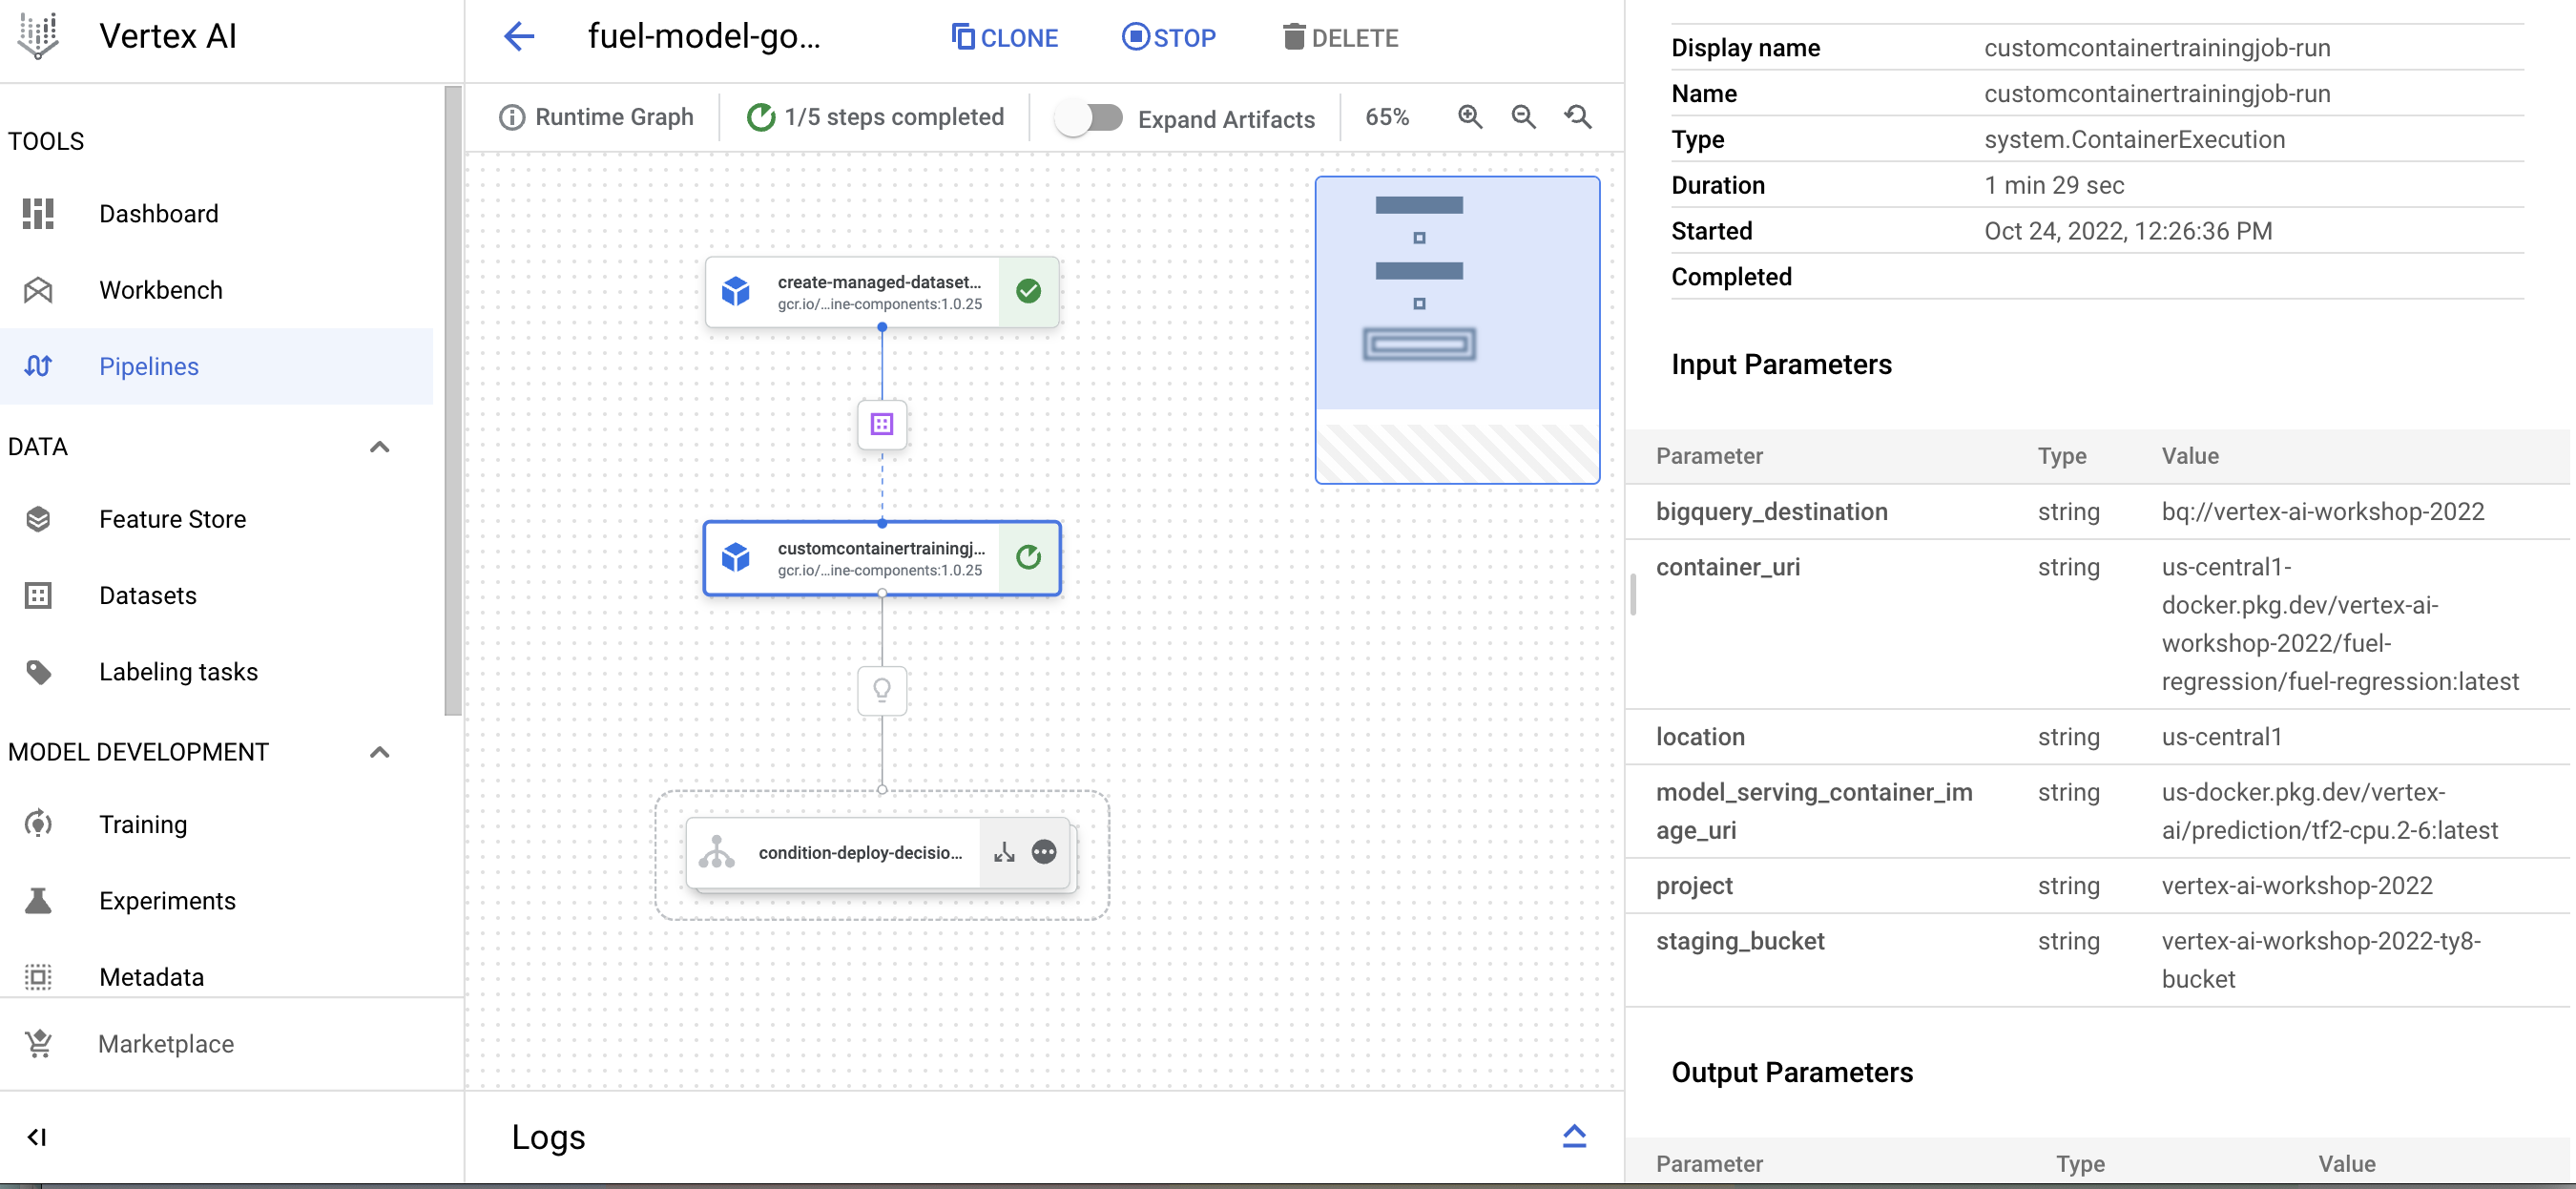 Vertex AI
TOOLS
Dashboard
Workbench
Pipelines
DATA
Feature Store
Datasets
Labeling tasks
MODEL DEVELOPMENT
Training
Experiments
Metadata
Marketplace
fuel-model-go...
CLONE
STOP
DELETE
Runtime Graph
1/5 steps completed
Expand Artifacts
65%
create-managed-dataset...
gcr.io/...ine-components:1.0.25
customcontainertrainingj...
gcr.io/...ine-components:1.0.25
condition-deploy-decisio...
Logs
Display name customcontainertrainingjob-run
Name customcontainertrainingjob-run
Type system.ContainerExecution
Duration 1 min 29 sec
Started Oct 24, 2022, 12:26:36 PM
Completed
Input Parameters
Parameter Type Value
bigquery_destination string bq://vertex-ai-workshop-2022
container_uri string us-central1-
docker.pkg.dev/vertex-ai-
workshop-2022/fuel-
regression/fuel-regression:latest
location string us-central1
model_serving_container_im string us-docker.pkg.dev/vertex-
age_uri ai/prediction/tf2-cpu.2-6:latest
project string vertex-ai-workshop-2022
staging_bucket string vertex-ai-workshop-2022-ty8-
bucket
Output Parameters
Parameter Type Value